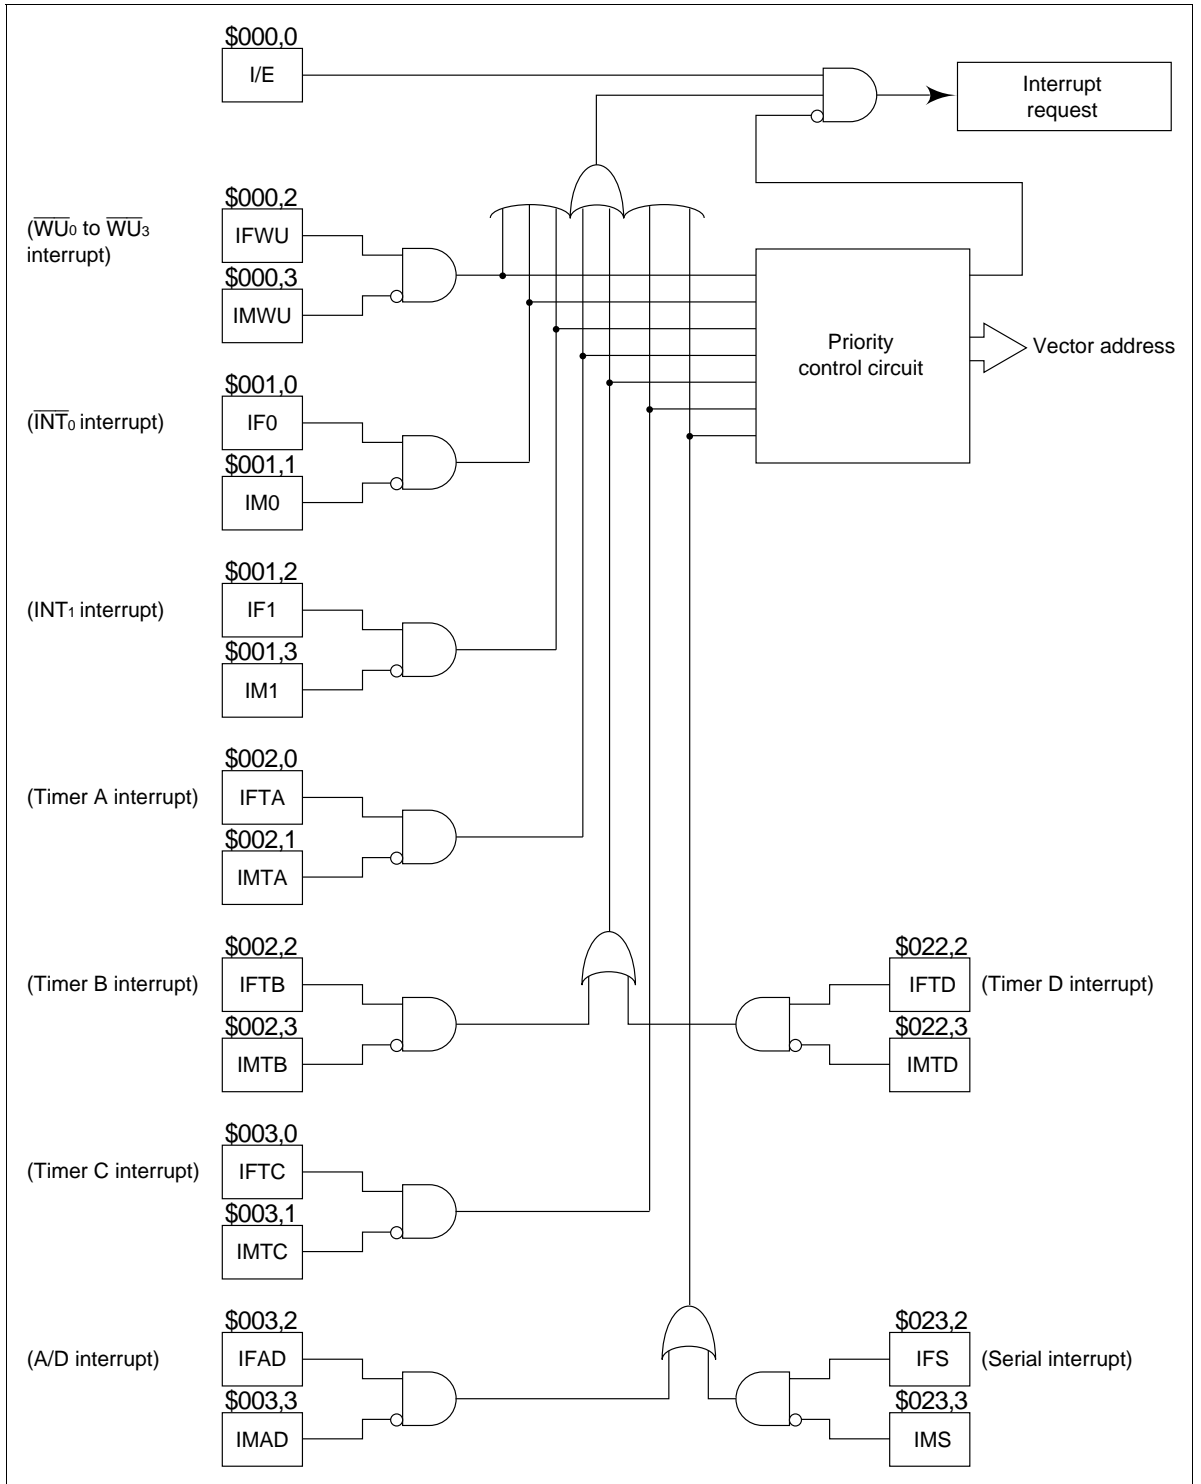 $000,0
I/E
Interrupt
request
$000,2
(W̅U̅₀ to W̅U̅₃
interrupt)
IFWU
$000,3
IMWU
Priority
control circuit
Vector address
$001,0
(I̅N̅T̅₀ interrupt)
IF0
$001,1
IM0
$001,2
(INT₁ interrupt)
IF1
$001,3
IM1
$002,0
(Timer A interrupt)
IFTA
$002,1
IMTA
$002,2
(Timer B interrupt)
IFTB
$002,3
IMTB
$022,2
IFTD
(Timer D interrupt)
$022,3
IMTD
$003,0
(Timer C interrupt)
IFTC
$003,1
IMTC
$003,2
(A/D interrupt)
IFAD
$003,3
IMAD
$023,2
IFS
(Serial interrupt)
$023,3
IMS